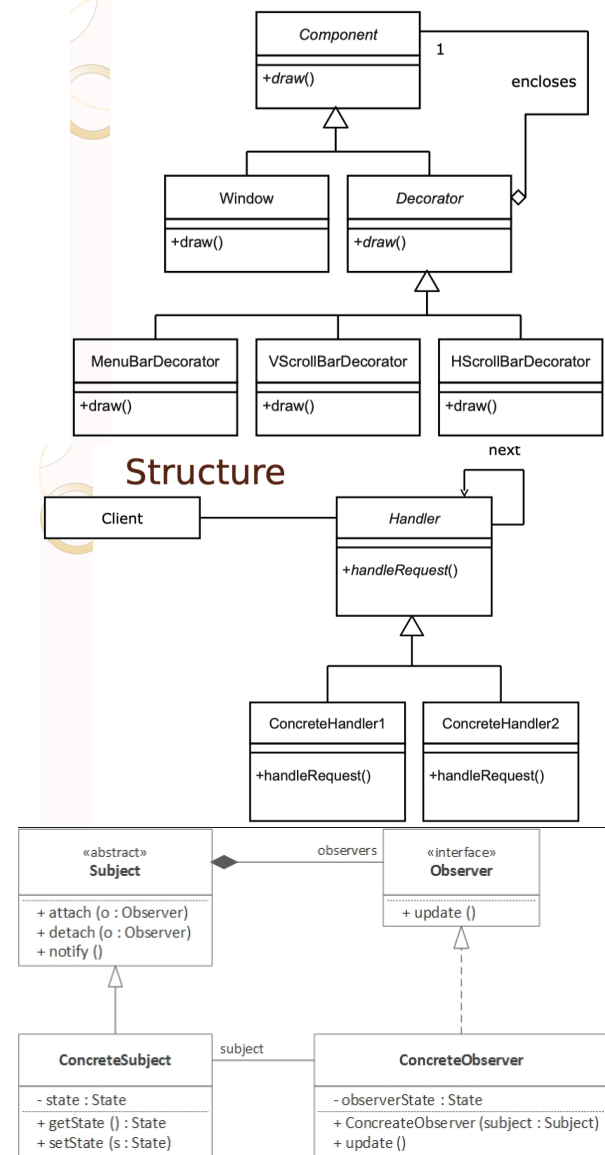 Component
1
+draw()
encloses
Window
Decorator
+draw()
+draw()
MenuBarDecorator
VScrollBarDecorator
HScrollBarDecorator
+draw()
+draw()
+draw()
Structure
next
Client
Handler
+handleRequest()
ConcreteHandler1
ConcreteHandler2
+handleRequest()
+handleRequest()
«abstract»
Subject
observers
«interface»
Observer
+ attach (o : Observer)
+ detach (o : Observer)
+ notify ()
+ update ()
ConcreteSubject
subject
ConcreteObserver
- state : State
+ getState () : State
+ setState (s : State)
- observerState : State
+ ConcreateObserver (subject : Subject)
+ update ()